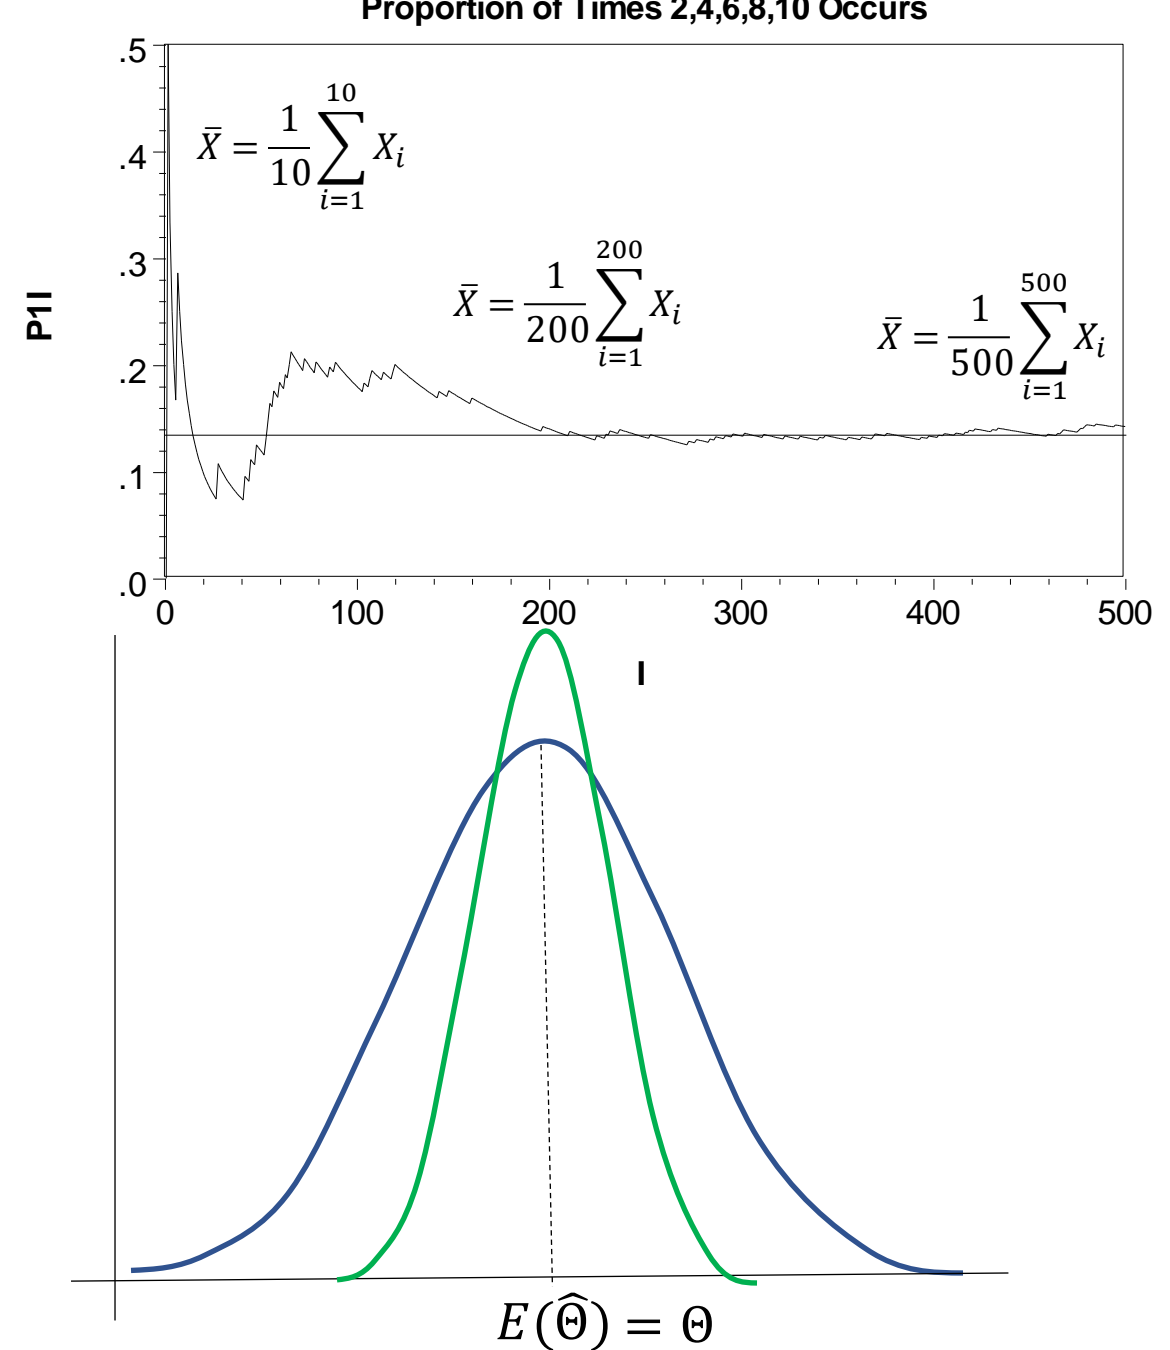 Proportion of Times 2,4,6,8,10 Occurs
.5
.4
.3
.2
.1
.0
P1I
X̄ = 1/10 ∑_{i=1}^{10} X_i
X̄ = 1/200 ∑_{i=1}^{200} X_i
X̄ = 1/500 ∑_{i=1}^{500} X_i
0 100 200 300 400 500
I
E(Θ̂) = Θ